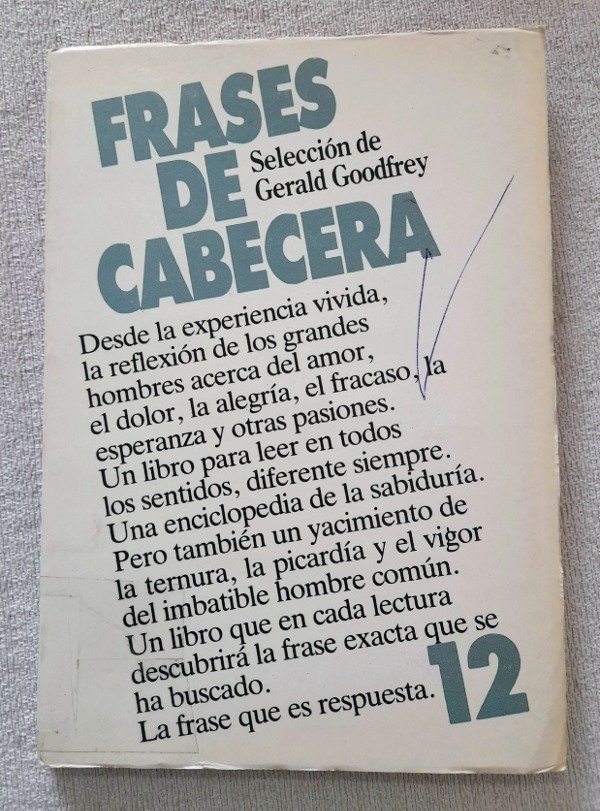 FRASES
DE
CABECERA
Selección de
Gerald Goodfrey
Desde la experiencia vivida,
la reflexión de los grandes
hombres acerca del amor,
el dolor, la alegría, el fracaso, la
esperanza y otras pasiones.
Un libro para leer en todos
los sentidos, diferente siempre.
Una enciclopedia de la sabiduría.
Pero también un yacimiento de
la ternura, la picardía y el vigor
del imbatible hombre común.
Un libro que en cada lectura
descubrirá la frase exacta que se
ha buscado.
La frase que es respuesta.
12